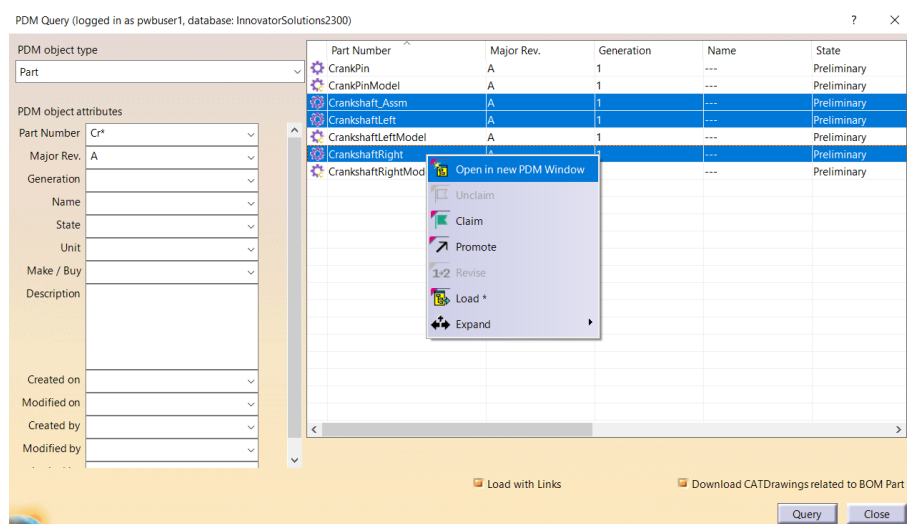 PDM Query (logged in as pwbuser1, database: InnovatorSolutions2300)
? ×
PDM object type
Part
PDM object attributes
Part Number Cr*
Major Rev. A
Generation
Name
State
Unit
Make / Buy
Description
Created on
Modified on
Created by
Modified by
Part Number Major Rev. Generation Name State
CrankPin A 1 --- Preliminary
CrankPinModel A 1 --- Preliminary
Crankshaft_Assm A 1 --- Preliminary
CrankshaftLeft A 1 --- Preliminary
CrankshaftLeftModel A 1 --- Preliminary
CrankshaftRight A 1 --- Preliminary
CrankshaftRightMod --- Preliminary
Open in new PDM Window
Unclaim
Claim
Promote
1→2 Revise
Load *
Expand
Load with Links
Download CATDrawings related to BOM Part
Query Close